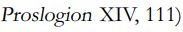 Proslogion XIV, 111)